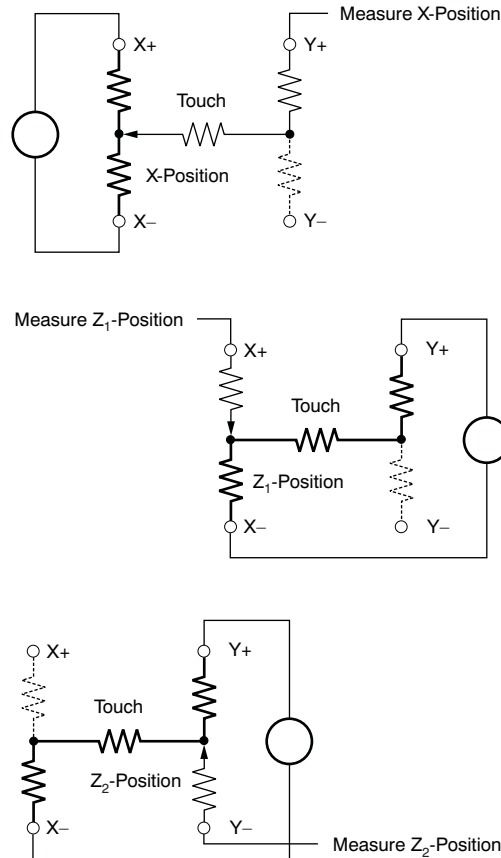 Measure X-Position
X+
Y+
Touch
X-Position
X–
Y–
Measure Z₁-Position
X+
Y+
Touch
Z₁-Position
X–
Y–
X+
Y+
Touch
Z₂-Position
X–
Y–
Measure Z₂-Position